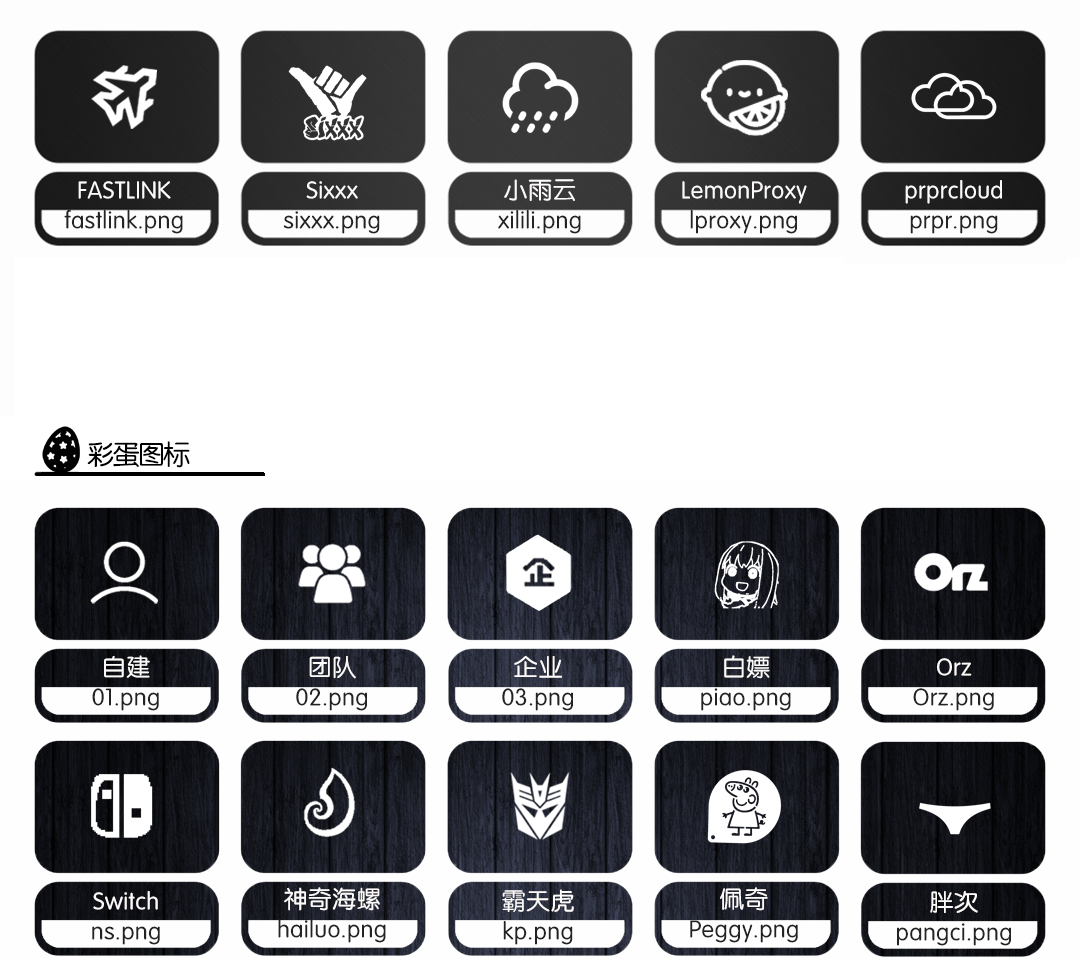 SIXXX
FASTLINK
fastlink.png
Sixxx
sixxx.png
小雨云
xilili.png
LemonProxy
lproxy.png
prprcloud
prpr.png
彩蛋图标
企
Orz
自建
01.png
团队
02.png
企业
03.png
白嫖
piao.png
Orz
Orz.png
Switch
ns.png
神奇海螺
hailuo.png
霸天虎
kp.png
佩奇
Peggy.png
胖次
pangci.png